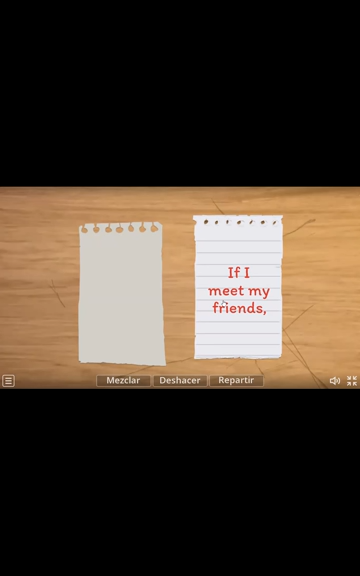 If I
meet my
friends,
Mezclar
Deshacer
Repartir